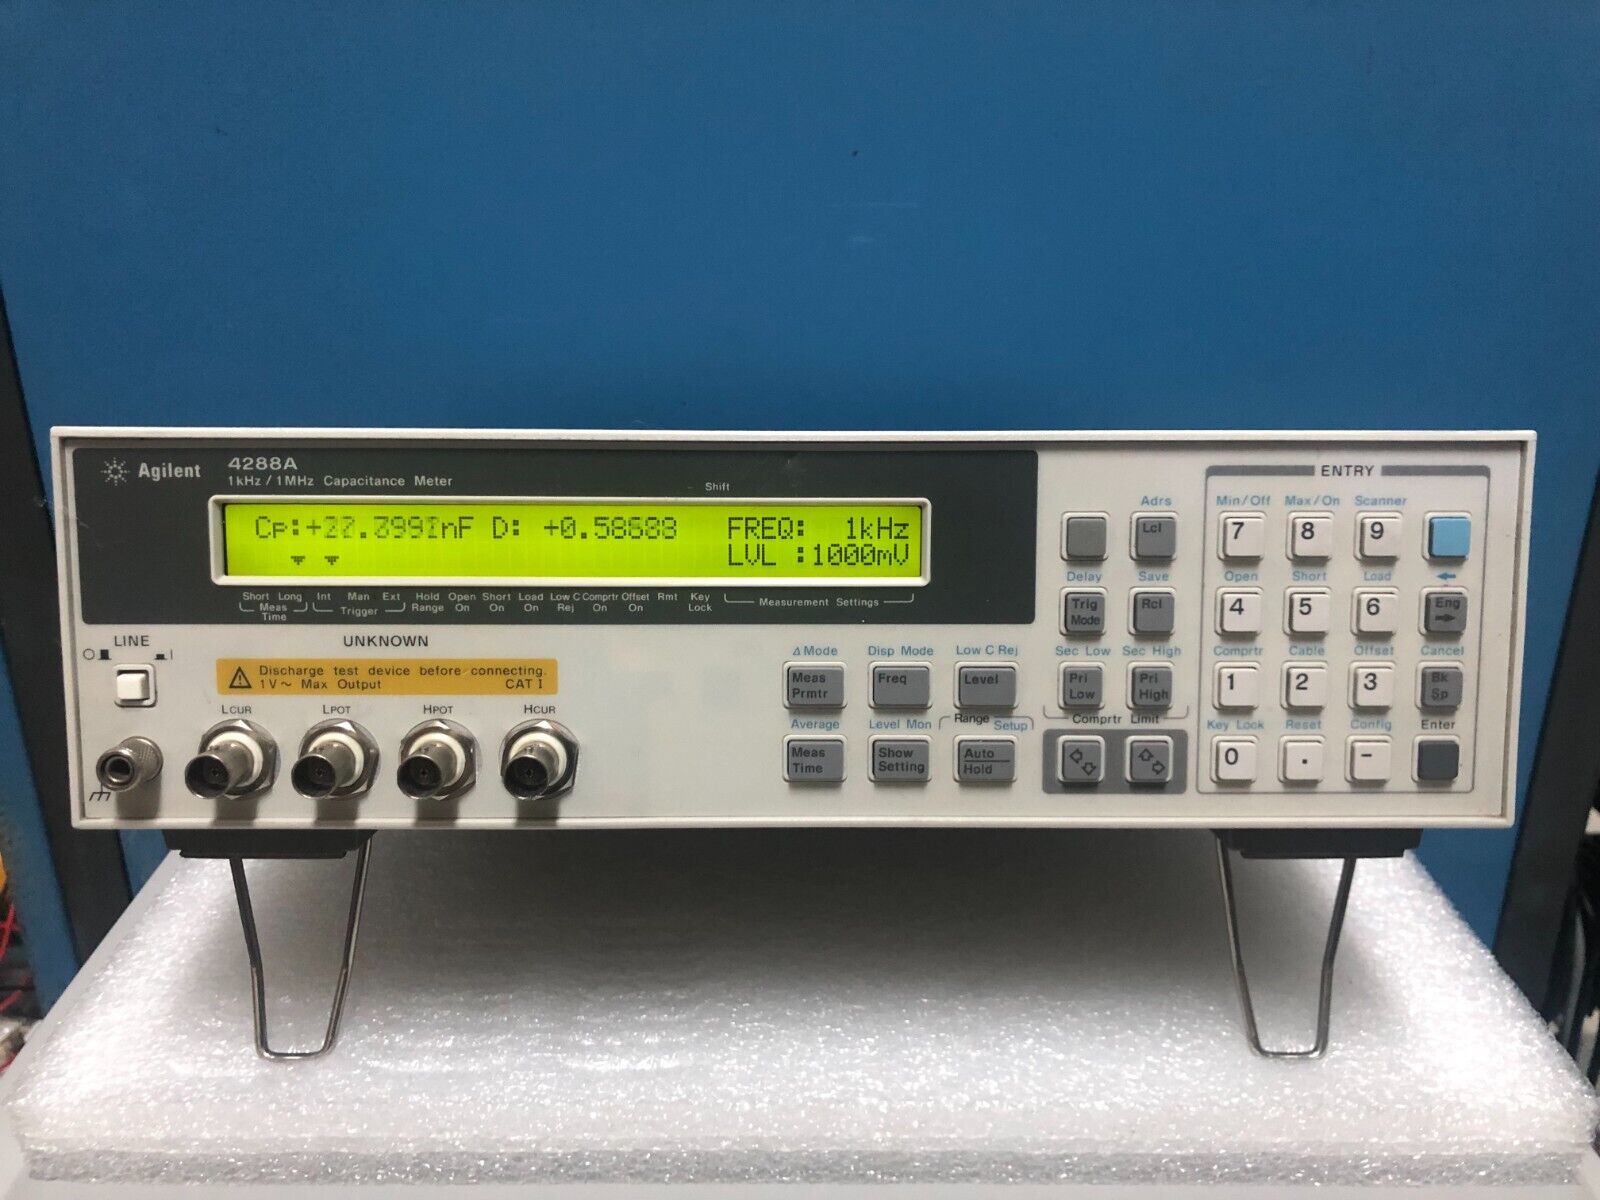 Agilent
4288A
1kHz / 1MHz Capacitance Meter
Shift
Cp: nF D: FREQ: 1kHz
LVL :1000mV
Short Long Int Man Ext Hold Range Open On Short On Load On Low C Rej Comprtr On Offset On Rmt Key Lock
Meas Time Trigger Measurement Settings
LINE
UNKNOWN
Discharge test device before connecting.
1V~ Max Output CAT I
LCUR LPOT HPOT HCUR
Δ Mode Disp Mode Low C Rej
Meas Prmtr Freq Level
Average Level Mon Range Setup
Meas Time Show Setting Auto/Hold
Adrs
Lcl
Delay Save
Trig Mode Rcl
Sec Low Sec High
Pri Low Pri High
Comprtr Limit
ENTRY
Min/Off Max/On Scanner
7 8 9
Open Short Load
4 5 6 Eng
Comprtr Cable Offset Cancel
1 2 3 Bk Sp
Key Lock Reset Config Enter
0 . -